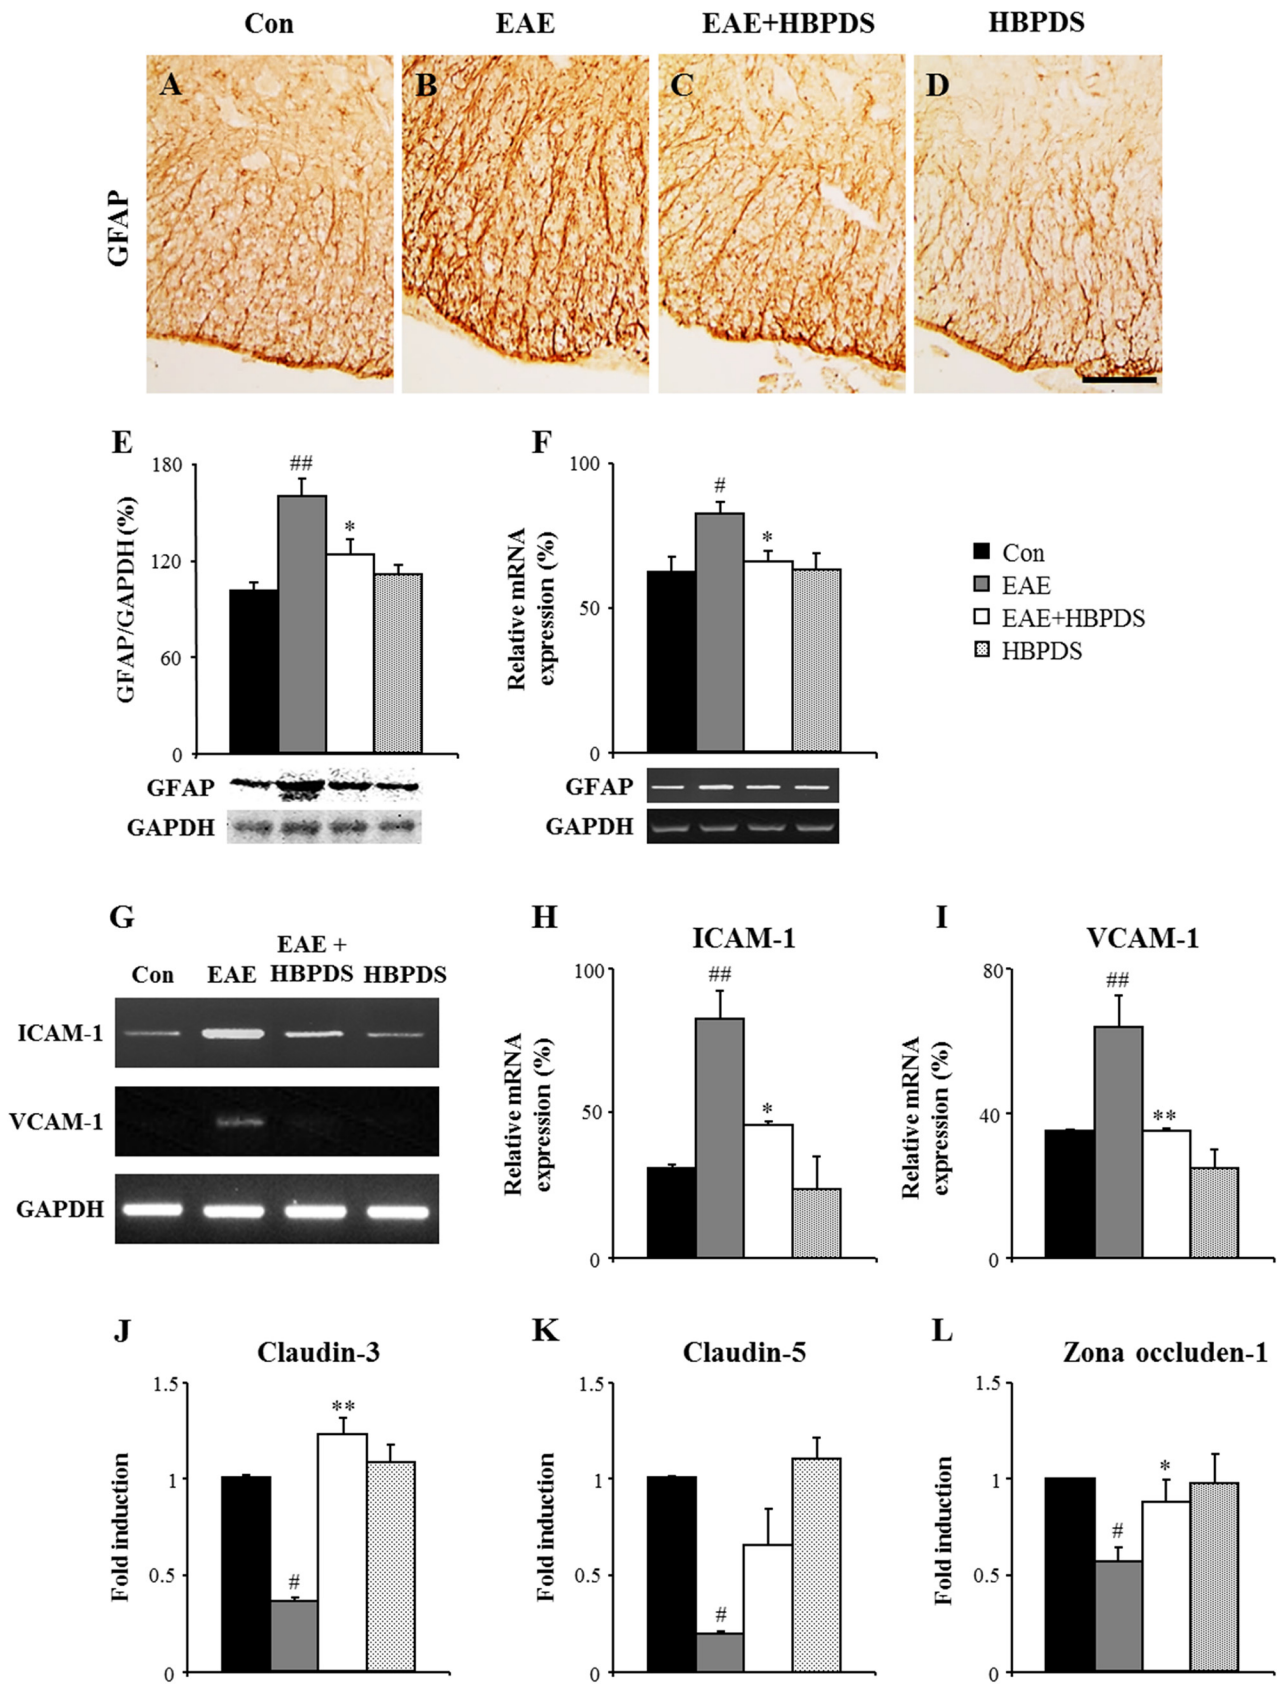 Con EAE EAE+HBPDS HBPDS
A B C D
GFAP
E
##
*
180
120
60
0
GFAP/GAPDH (%)
GFAP
GAPDH
F
#
*
100
50
0
Relative mRNA
expression (%)
GFAP
GAPDH
Con
EAE
EAE+HBPDS
HBPDS
G
Con EAE EAE +
HBPDS HBPDS
ICAM-1
VCAM-1
GAPDH
H
ICAM-1
##
*
100
50
0
Relative mRNA
expression (%)
I
VCAM-1
##
**
80
40
0
Relative mRNA
expression (%)
J
Claudin-3
**
#
1.5
1
0.5
0
Fold induction
K
Claudin-5
#
1.5
1
0.5
0
Fold induction
L
Zona occluden-1
*
#
1.5
1
0.5
0
Fold induction